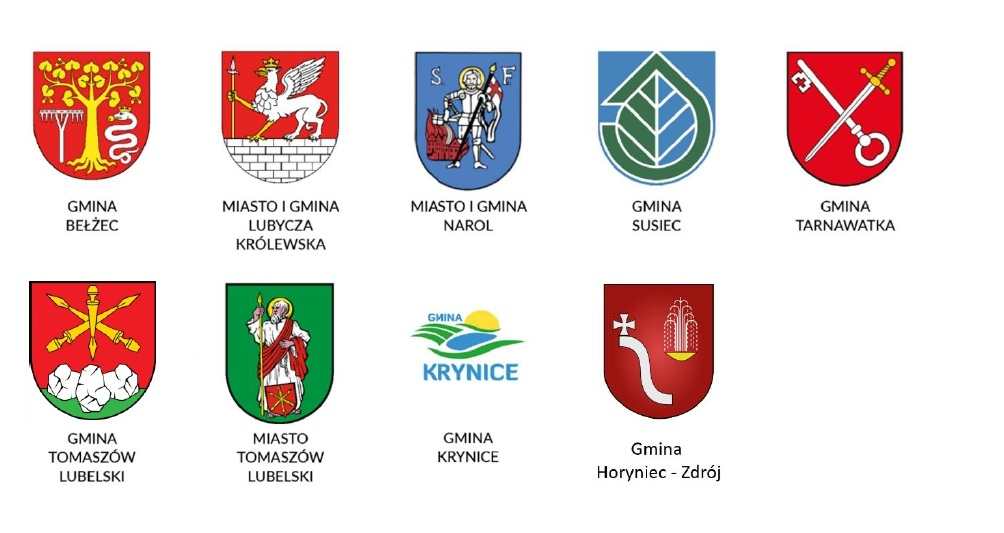 S F
GMINA
BEŁŻEC
MIASTO I GMINA
LUBYCZA
KRÓLEWSKA
MIASTO I GMINA
NAROL
GMINA
SUSIEC
GMINA
TARNAWATKA
GMINA
KRYNICE
GMINA
TOMASZÓW
LUBELSKI
MIASTO
TOMASZÓW
LUBELSKI
GMINA
KRYNICE
Gmina
Horyniec - Zdrój